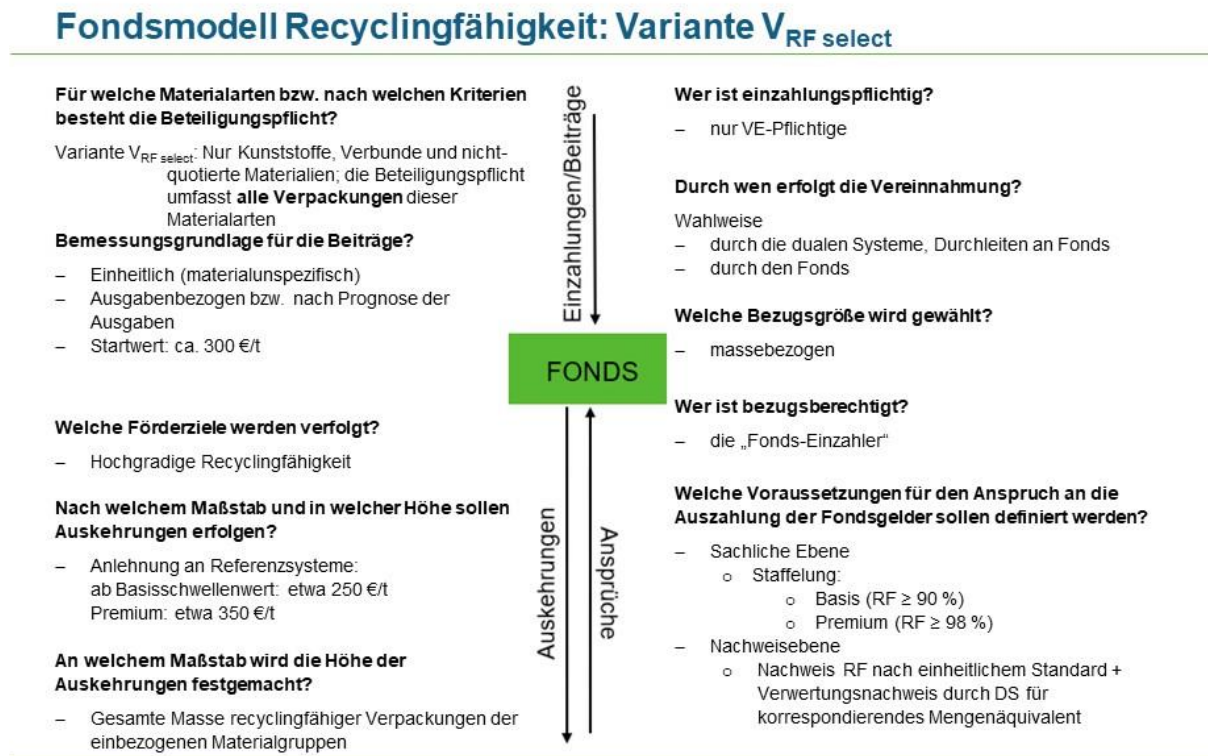 Fondsmodell Recyclingfähigkeit: Variante V_RF select
Für welche Materialarten bzw. nach welchen Kriterien
besteht die Beteiligungspflicht?
Variante V_RF select: Nur Kunststoffe, Verbunde und nicht-
quotierte Materialien; die Beteiligungspflicht
umfasst alle Verpackungen dieser
Materialarten
Bemessungsgrundlage für die Beiträge?
– Einheitlich (materialunspezifisch)
– Ausgabenbezogen bzw. nach Prognose der
Ausgaben
– Startwert: ca. 300 €/t
Welche Förderziele werden verfolgt?
– Hochgradige Recyclingfähigkeit
Nach welchem Maßstab und in welcher Höhe sollen
Auskehrungen erfolgen?
– Anlehnung an Referenzsysteme:
ab Basisschwellenwert: etwa 250 €/t
Premium: etwa 350 €/t
An welchem Maßstab wird die Höhe der
Auskehrungen festgemacht?
– Gesamte Masse recyclingfähiger Verpackungen der
einbezogenen Materialgruppen
Einzahlungen/Beiträge
FONDS
Auskehrungen
Ansprüche
Wer ist einzahlungspflichtig?
– nur VE-Pflichtige
Durch wen erfolgt die Vereinnahmung?
Wahlweise
– durch die dualen Systeme, Durchleiten an Fonds
– durch den Fonds
Welche Bezugsgröße wird gewählt?
– massebezogen
Wer ist bezugsberechtigt?
– die „Fonds-Einzahler“
Welche Voraussetzungen für den Anspruch an die
Auszahlung der Fondsgelder sollen definiert werden?
– Sachliche Ebene
o Staffelung:
o Basis (RF ≥ 90 %)
o Premium (RF ≥ 98 %)
– Nachweisebene
o Nachweis RF nach einheitlichem Standard +
Verwertungsnachweis durch DS für
korrespondierendes Mengenäquivalent